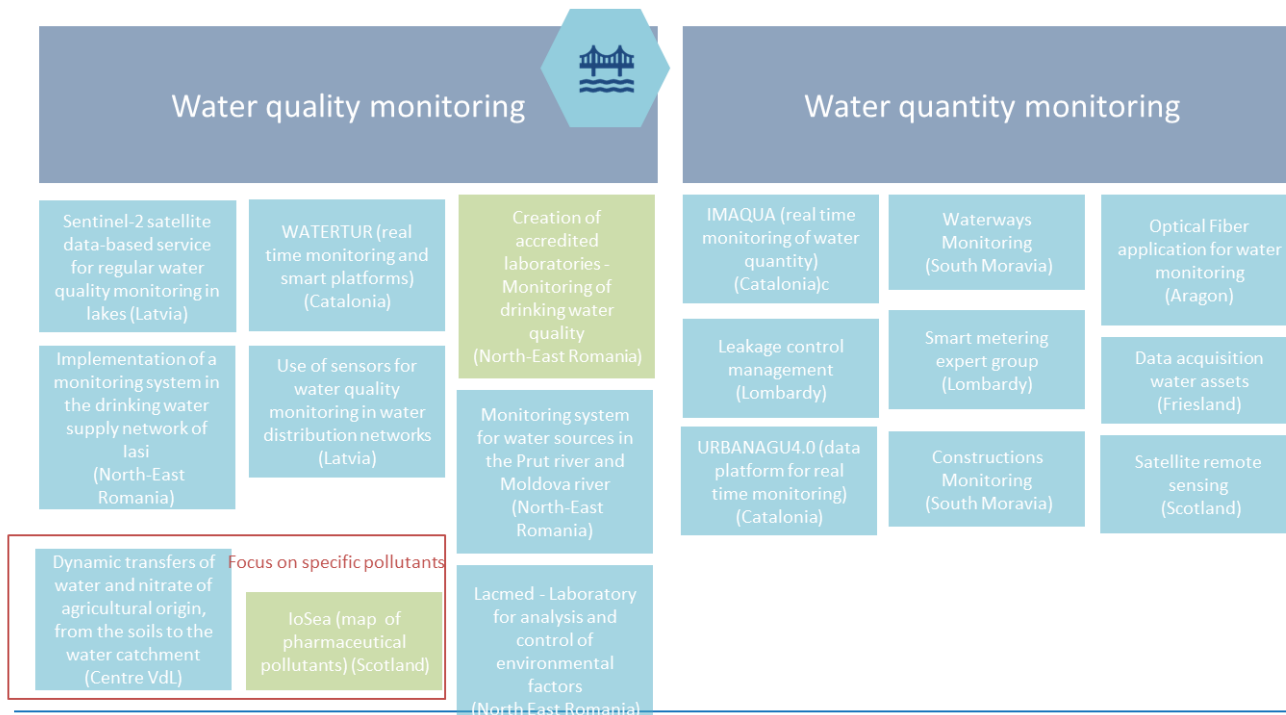 Water quality monitoring
Water quantity monitoring
Sentinel-2 satellite
data-based service
for regular water
quality monitoring in
lakes (Latvia)
WATERTUR (real
time monitoring and
smart platforms)
(Catalonia)
Creation of
accredited
laboratories -
Monitoring of
drinking water
quality
(North-East Romania)
Implementation of a
monitoring system in
the drinking water
supply network of
Iasi
(North-East
Romania)
Use of sensors for
water quality
monitoring in water
distribution networks
(Latvia)
Monitoring system
for water sources in
the Prut river and
Moldova river
(North-East
Romania)
Focus on specific pollutants
Dynamic transfers of
water and nitrate of
agricultural origin,
from the soils to the
water catchment
(Centre VdL)
IoSea (map of
pharmaceutical
pollutants) (Scotland)
Lacmed - Laboratory
for analysis and
control of
environmental
factors
(North East Romania)
IMAQUA (real time
monitoring of water
quantity)
(Catalonia)c
Waterways
Monitoring
(South Moravia)
Optical Fiber
application for water
monitoring
(Aragon)
Leakage control
management
(Lombardy)
Smart metering
expert group
(Lombardy)
Data acquisition
water assets
(Friesland)
URBANAGU4.0 (data
platform for real
time monitoring)
(Catalonia)
Constructions
Monitoring
(South Moravia)
Satellite remote
sensing
(Scotland)